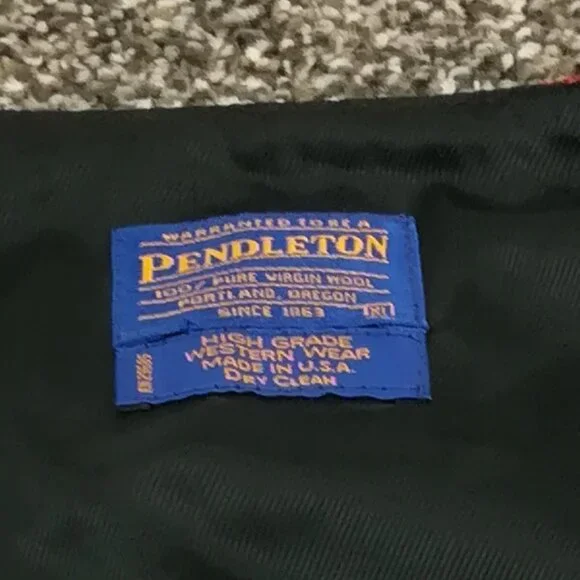 WARRANTED TO BE A
PENDLETON
100% PURE VIRGIN WOOL
PORTLAND, OREGON
SINCE 1863
HIGH GRADE
WESTERN WEAR
MADE IN U.S.A.
DRY CLEAN